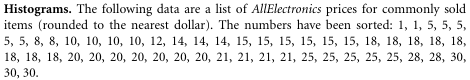 Histograms. The following data are a list of AllElectronics prices for commonly sold
items (rounded to the nearest dollar). The numbers have been sorted: 1, 1, 5, 5, 5,
5, 5, 8, 8, 10, 10, 10, 10, 12, 14, 14, 14, 15, 15, 15, 15, 15, 15, 18, 18, 18, 18, 18,
18, 18, 18, 20, 20, 20, 20, 20, 20, 20, 21, 21, 21, 21, 25, 25, 25, 25, 25, 28, 28, 30,
30, 30.